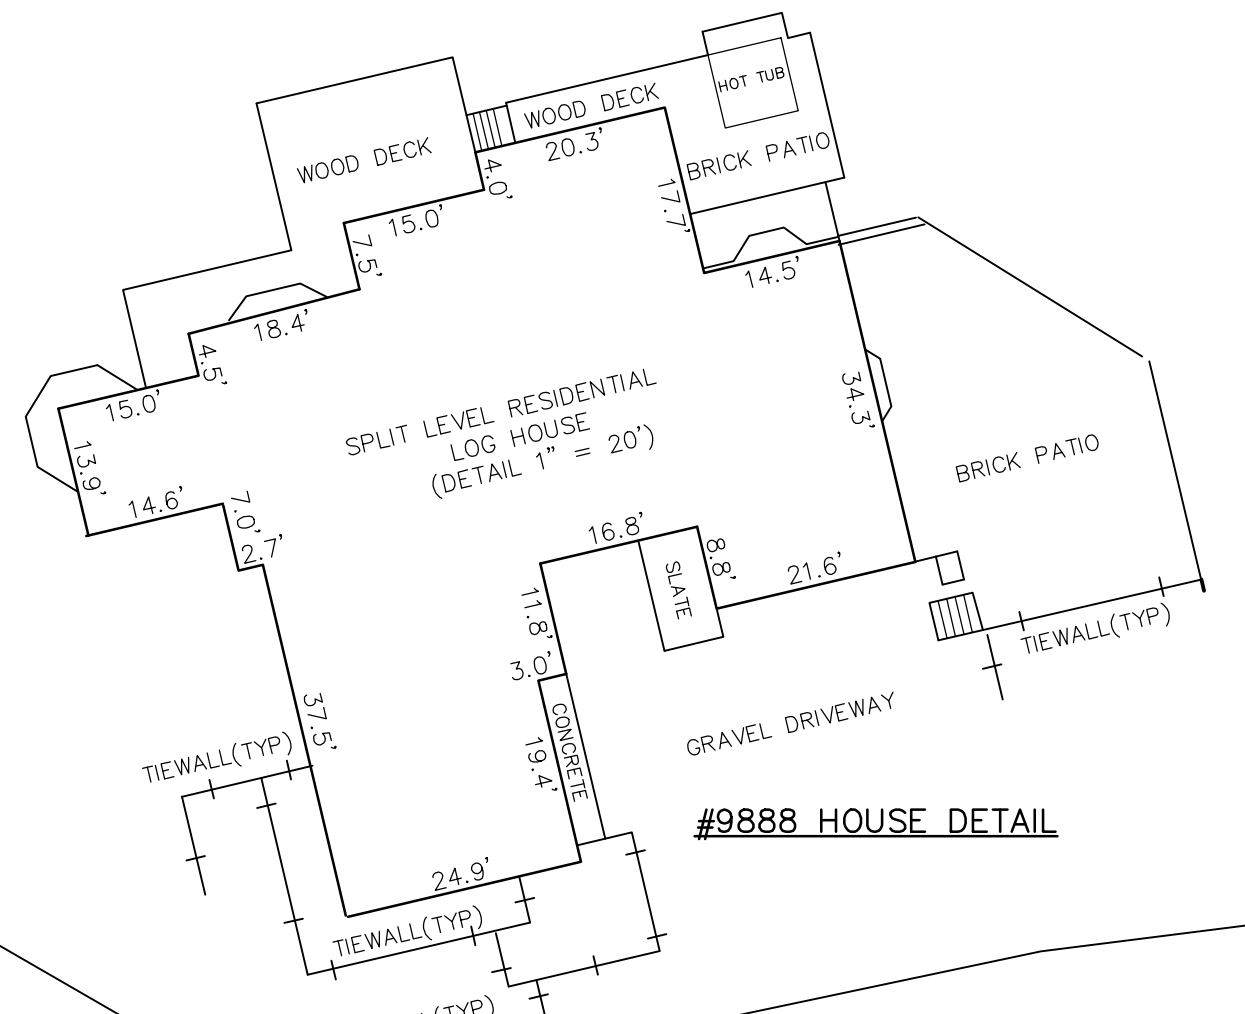 HOT TUB
WOOD DECK
WOOD DECK
20.3'
BRICK PATIO
4.0'
17.7'
15.0'
7.5'
14.5'
18.4'
4.5'
15.0'
34.3'
SPLIT LEVEL RESIDENTIAL
LOG HOUSE
(DETAIL 1" = 20')
13.9'
BRICK PATIO
14.6'
7.0'
2.7'
16.8'
8.8'
21.6'
SLATE
11.8'
TIEWALL(TYP)
3.0'
37.5'
CONCRETE
19.4'
GRAVEL DRIVEWAY
TIEWALL(TYP)
#9888 HOUSE DETAIL
24.9'
TIEWALL(TYP)
(TYP)